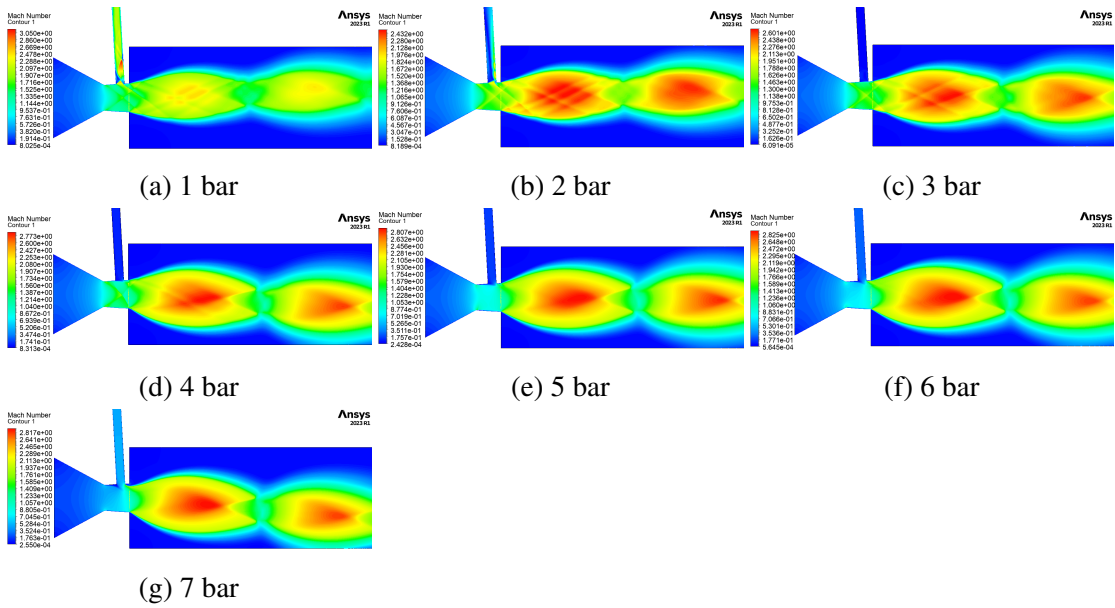 Mach Number
Contour 1
3.050e+00
2.860e+00
2.669e+00
2.478e+00
2.288e+00
2.097e+00
1.907e+00
1.716e+00
1.525e+00
1.335e+00
1.144e+00
9.537e-01
7.631e-01
5.726e-01
3.820e-01
1.914e-01
8.025e-04
Ansys
2023 R1
(a) 1 bar
Mach Number
Contour 1
2.432e+00
2.280e+00
2.128e+00
1.976e+00
1.824e+00
1.672e+00
1.520e+00
1.368e+00
1.216e+00
1.065e+00
9.126e-01
7.606e-01
6.087e-01
4.567e-01
3.047e-01
1.528e-01
8.189e-04
Ansys
2023 R1
(b) 2 bar
Mach Number
Contour 1
2.601e+00
2.438e+00
2.276e+00
2.113e+00
1.951e+00
1.788e+00
1.626e+00
1.463e+00
1.300e+00
1.138e+00
9.753e-01
8.128e-01
6.502e-01
4.877e-01
3.252e-01
1.626e-01
6.091e-05
Ansys
2023 R1
(c) 3 bar
Mach Number
Contour 1
2.773e+00
2.600e+00
2.427e+00
2.253e+00
2.080e+00
1.907e+00
1.734e+00
1.560e+00
1.387e+00
1.214e+00
1.040e+00
8.672e-01
6.939e-01
5.206e-01
3.474e-01
1.741e-01
8.313e-04
Ansys
2023 R1
(d) 4 bar
Mach Number
Contour 1
2.807e+00
2.632e+00
2.456e+00
2.281e+00
2.105e+00
1.930e+00
1.754e+00
1.579e+00
1.404e+00
1.228e+00
1.053e+00
8.774e-01
7.019e-01
5.265e-01
3.511e-01
1.757e-01
2.428e-04
Ansys
2023 R1
(e) 5 bar
Mach Number
Contour 1
2.825e+00
2.648e+00
2.472e+00
2.295e+00
2.119e+00
1.942e+00
1.766e+00
1.589e+00
1.413e+00
1.236e+00
1.060e+00
8.831e-01
7.066e-01
5.301e-01
3.536e-01
1.771e-01
5.645e-04
Ansys
2023 R1
(f) 6 bar
Mach Number
Contour 1
2.817e+00
2.641e+00
2.465e+00
2.289e+00
2.113e+00
1.937e+00
1.761e+00
1.585e+00
1.409e+00
1.233e+00
1.057e+00
8.805e-01
7.045e-01
5.284e-01
3.524e-01
1.763e-01
2.550e-04
Ansys
2023 R1
(g) 7 bar